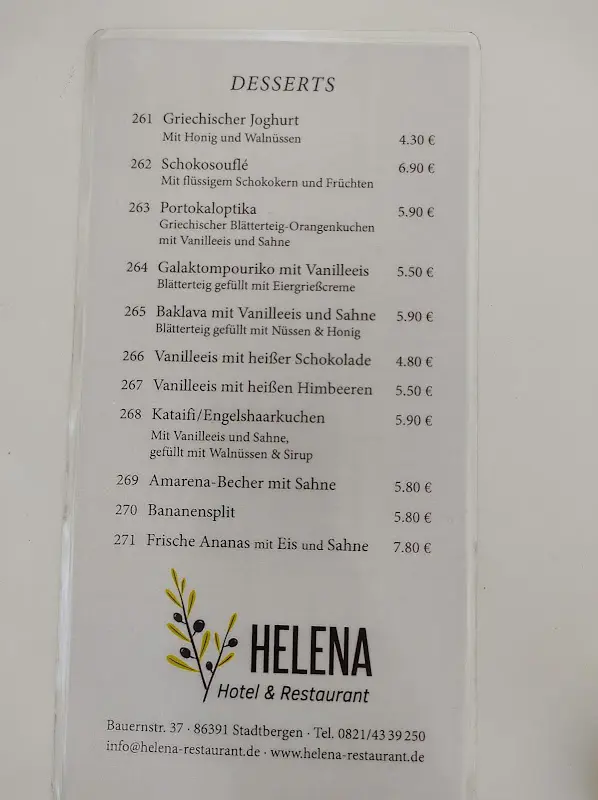 DESSERTS
261 Griechischer Joghurt
Mit Honig und Walnüssen 4.30 €
262 Schokosouflé 6.90 €
Mit flüssigem Schokokern und Früchten
263 Portokaloptika 5.90 €
Griechischer Blätterteig-Orangenkuchen
mit Vanilleeis und Sahne
264 Galaktompouriko mit Vanilleeis 5.50 €
Blätterteig gefüllt mit Eiergrießcreme
265 Baklava mit Vanilleeis und Sahne 5.90 €
Blätterteig gefüllt mit Nüssen & Honig
266 Vanilleeis mit heißer Schokolade 4.80 €
267 Vanilleeis mit heißen Himbeeren 5.50 €
268 Kataifi/Engelshaarkuchen 5.90 €
Mit Vanilleeis und Sahne,
gefüllt mit Walnüssen & Sirup
269 Amarena-Becher mit Sahne 5.80 €
270 Bananensplit 5.80 €
271 Frische Ananas mit Eis und Sahne 7.80 €
HELENA
Hotel & Restaurant
Bauernstr. 37 · 86391 Stadtbergen · Tel. 0821/43 39 250
info@helena-restaurant.de · www.helena-restaurant.de